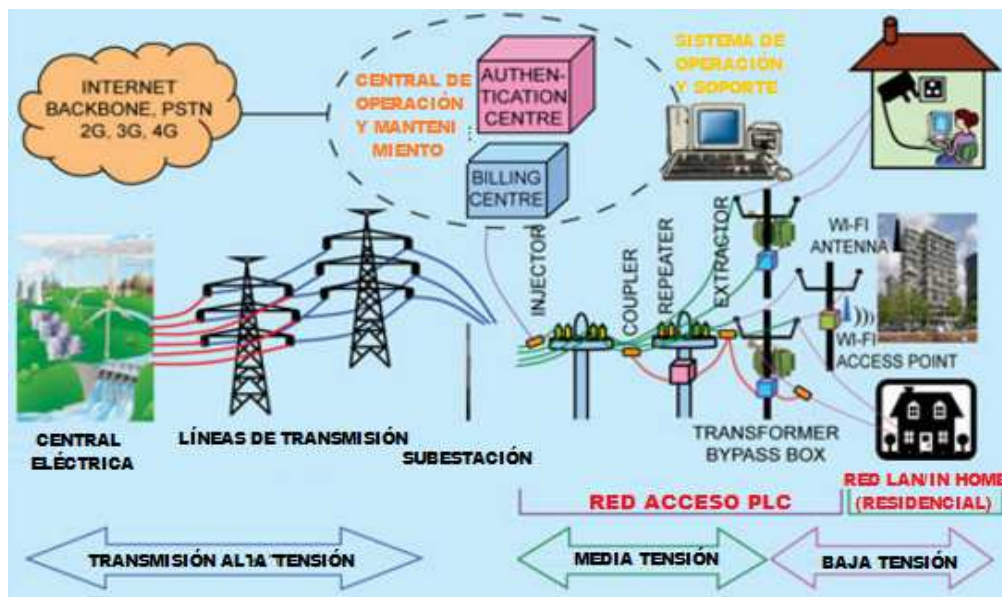 INTERNET
BACKBONE, PSTN
2G, 3G, 4G
CENTRAL DE
OPERACIÓN
Y MANTENI
MIENTO
AUTHEN-
TICATION
CENTRE
BILLING
CENTRE
SISTEMA DE
OPERACIÓN
Y SOPORTE
INJECTOR
COUPLER
REPEATER
EXTRACTOR
WI-FI
ANTENNA
WI-FI
ACCESS POINT
CENTRAL
ELÉCTRICA
LÍNEAS DE TRANSMISIÓN
SUBESTACIÓN
TRANSFORMER
BYPASS BOX
RED ACCESO PLC
RED LAN/IN HOME
(RESIDENCIAL)
TRANSMISIÓN ALTA TENSIÓN
MEDIA TENSIÓN
BAJA TENSIÓN